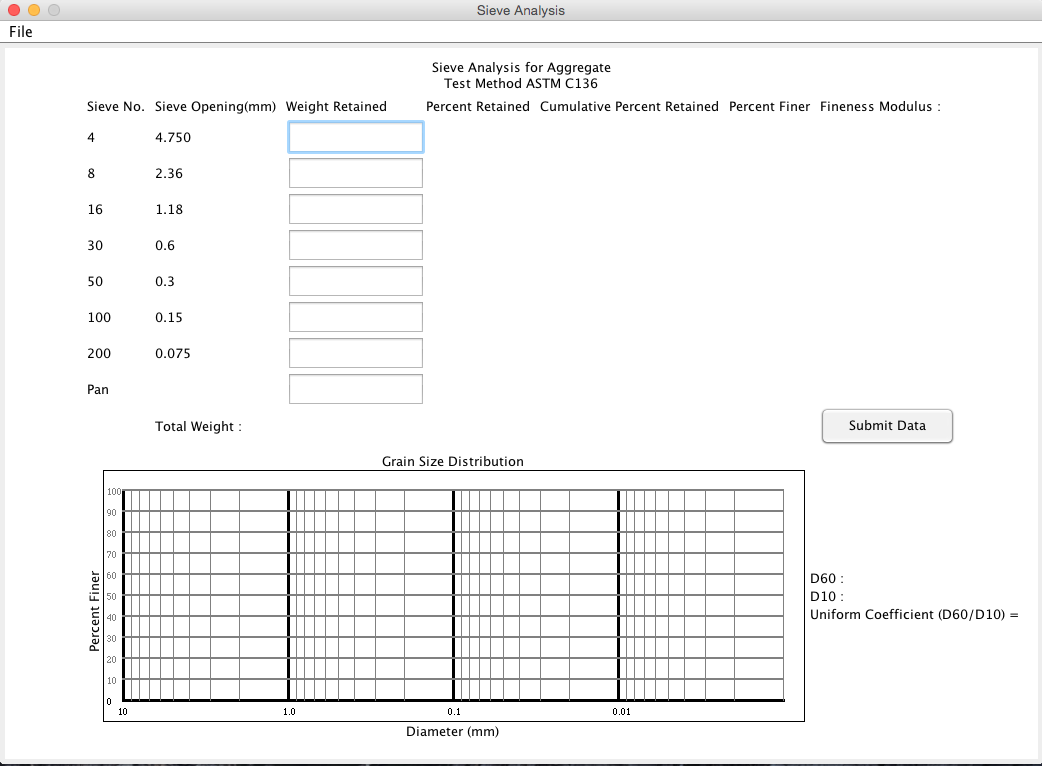 Sieve Analysis
File
Sieve Analysis for Aggregate
Test Method ASTM C136
Sieve No. Sieve Opening(mm) Weight Retained Percent Retained Cumulative Percent Retained Percent Finer Fineness Modulus :
4 4.750
8 2.36
16 1.18
30 0.6
50 0.3
100 0.15
200 0.075
Pan
Total Weight :
Submit Data
Grain Size Distribution
100
90
80
70
60
50
40
30
20
10
0
Percent Finer
10 1.0 0.1 0.01
Diameter (mm)
D60 :
D10 :
Uniform Coefficient (D60/D10) =